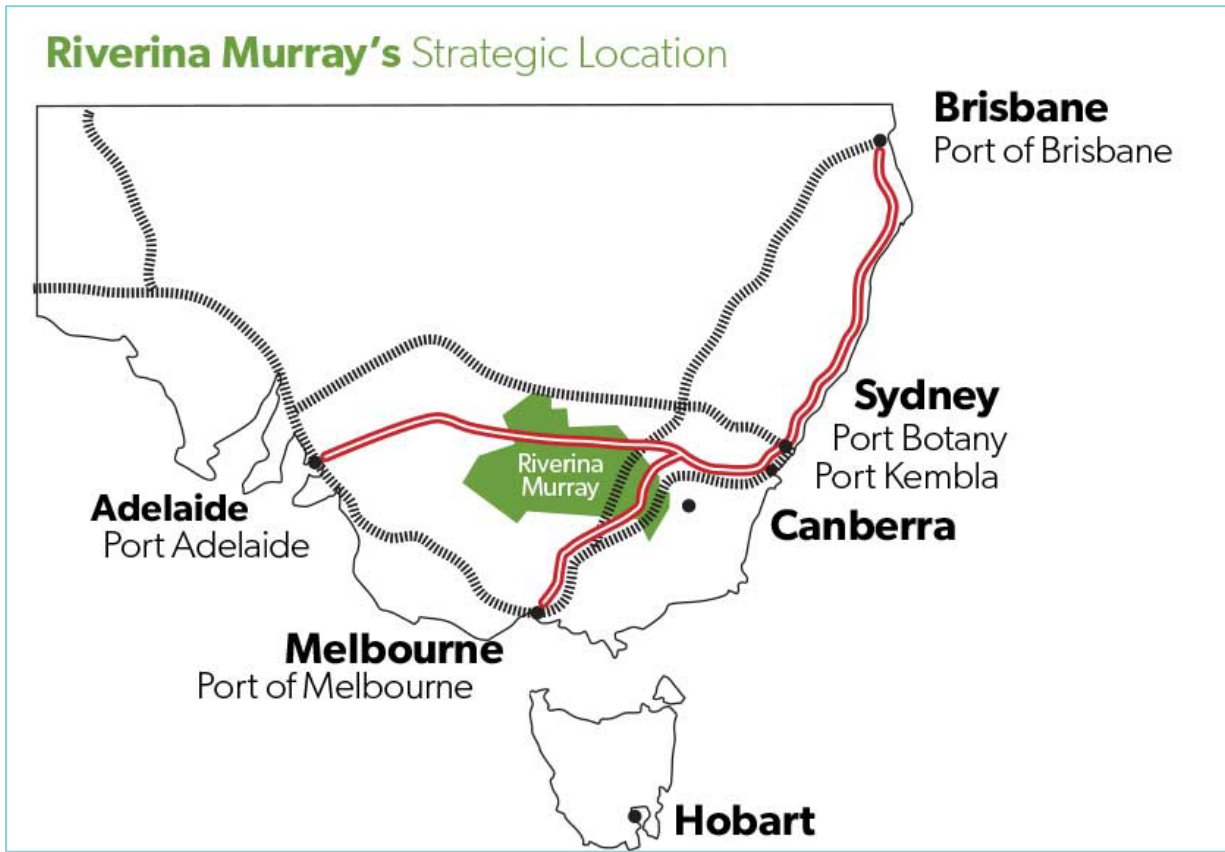 Riverina Murray's Strategic Location
Brisbane
Port of Brisbane
Sydney
Port Botany
Port Kembla
Riverina
Murray
Adelaide
Port Adelaide
Canberra
Melbourne
Port of Melbourne
Hobart